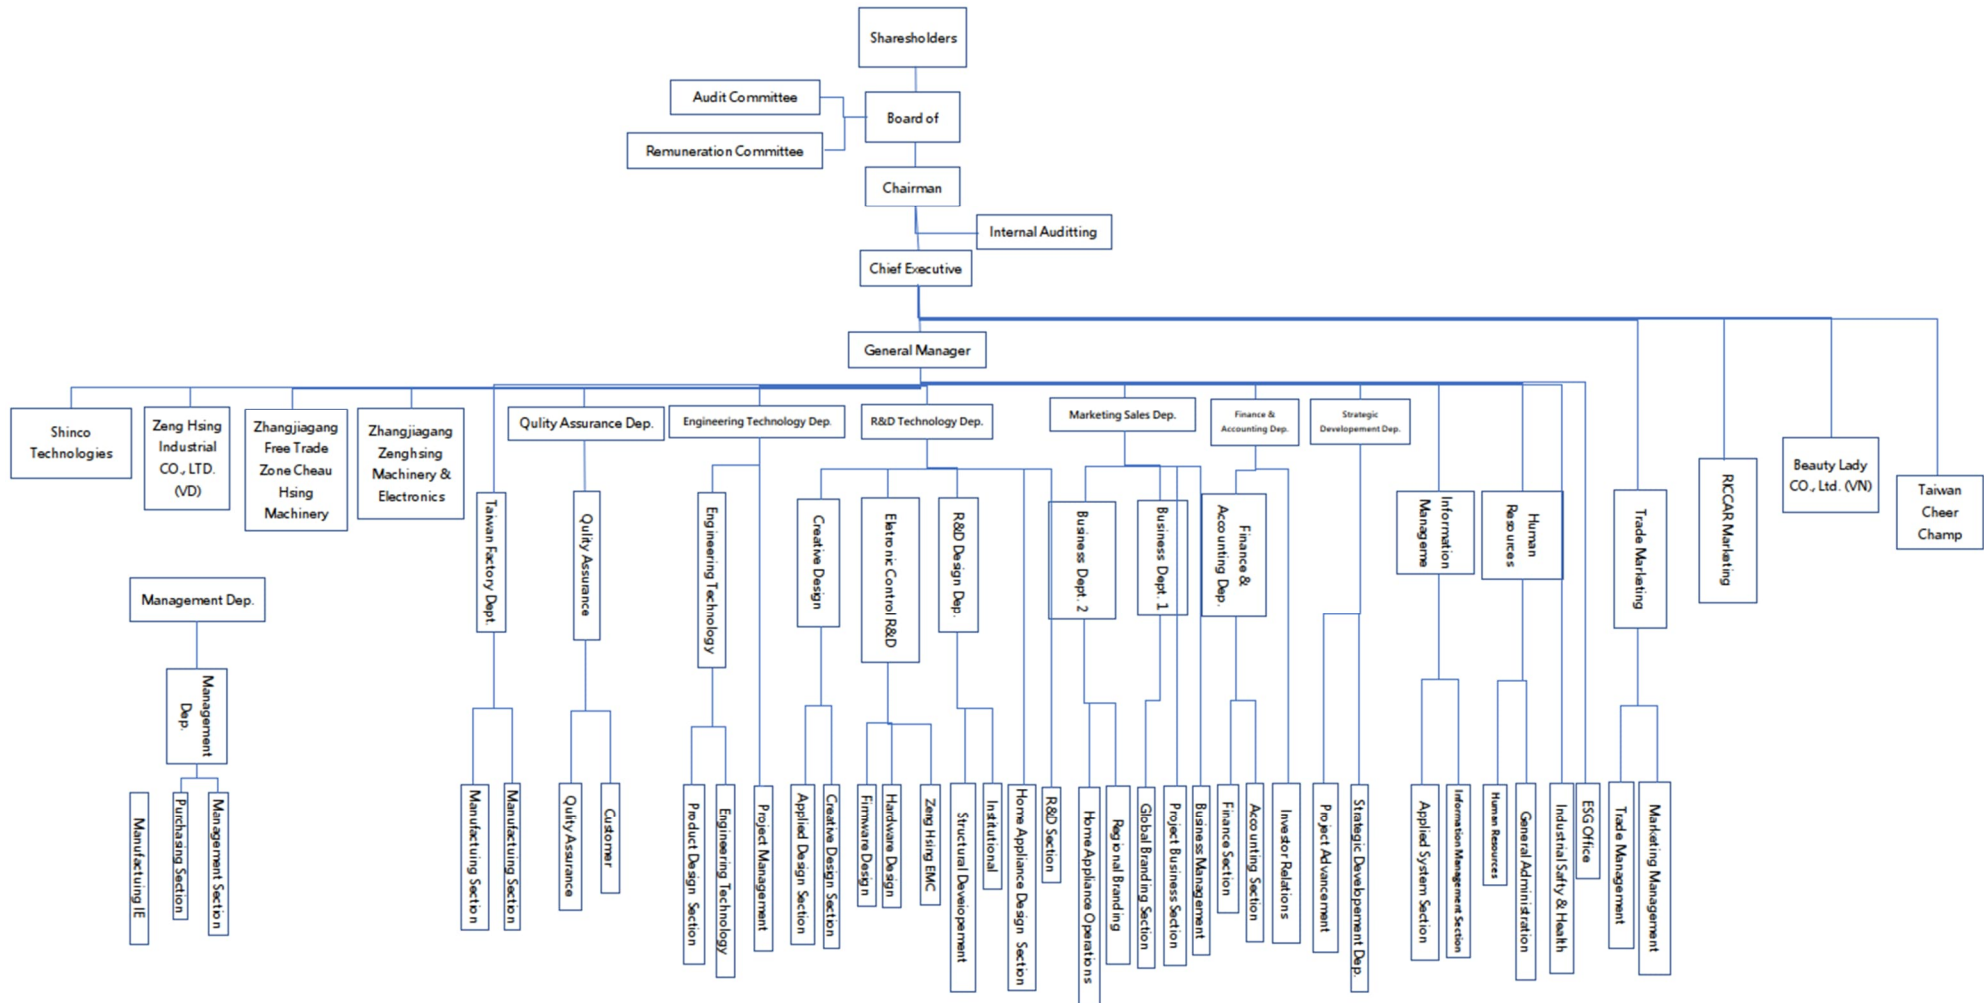 Sharesholders
Audit Committee
Board of
Remuneration Committee
Chairman
Internal Auditting
Chief Executive
General Manager
Shinco
Technologies
Zeng Hsing
Industrial
CO., LTD.
(VD)
Zhangjiagang
Free Trade
Zone Cheau
Hsing
Machinery
Zhangjiagang
Zenghsing
Machinery &
Electronics
Qulity Assurance Dep.
Engineering Technology Dep.
R&D Technology Dep.
Marketing Sales Dep.
Finance &
Accounting Dep.
Strategic
Developement Dep.
Taiwan Factory Dept.
Qulity Assurance
Engineering Technology
Creative Design
Eletronic Control R&D
R&D Design Dep.
Business Dept. 2
Business Dept. 1
Finance &
Accounting Dep.
Information
Manageme
Human
Resources
Trade Marketing
RICCAR Marketing
Beauty Lady
CO., Ltd. (VN)
Taiwan
Cheer
Champ
Management Dep.
Management
Dep.
Manufactuing IE
Purchasing Section
Management Section
Manufactuing Section
Manufactuing Section
Qulity Assurance
Customer
Product Design Section
Engineering Technology
Project Management
Applied Design Section
Creative Design Section
Firmware Design
Hardware Design
Zeng Hsing EMC
Structural Development
Institutional
Home Appliance Design Section
R&D Section
Home Appliance Operations
Regional Branding
Global Branding Section
Project Business Section
Business Management
Finance Section
Accounting Section
Investor Relations
Project Advancement
Strategic Developement Dep.
Applied System Section
Information Management Section
Human Resources
General Administration
Industrial Safty & Health
ESG Office
Trade Management
Marketing Management